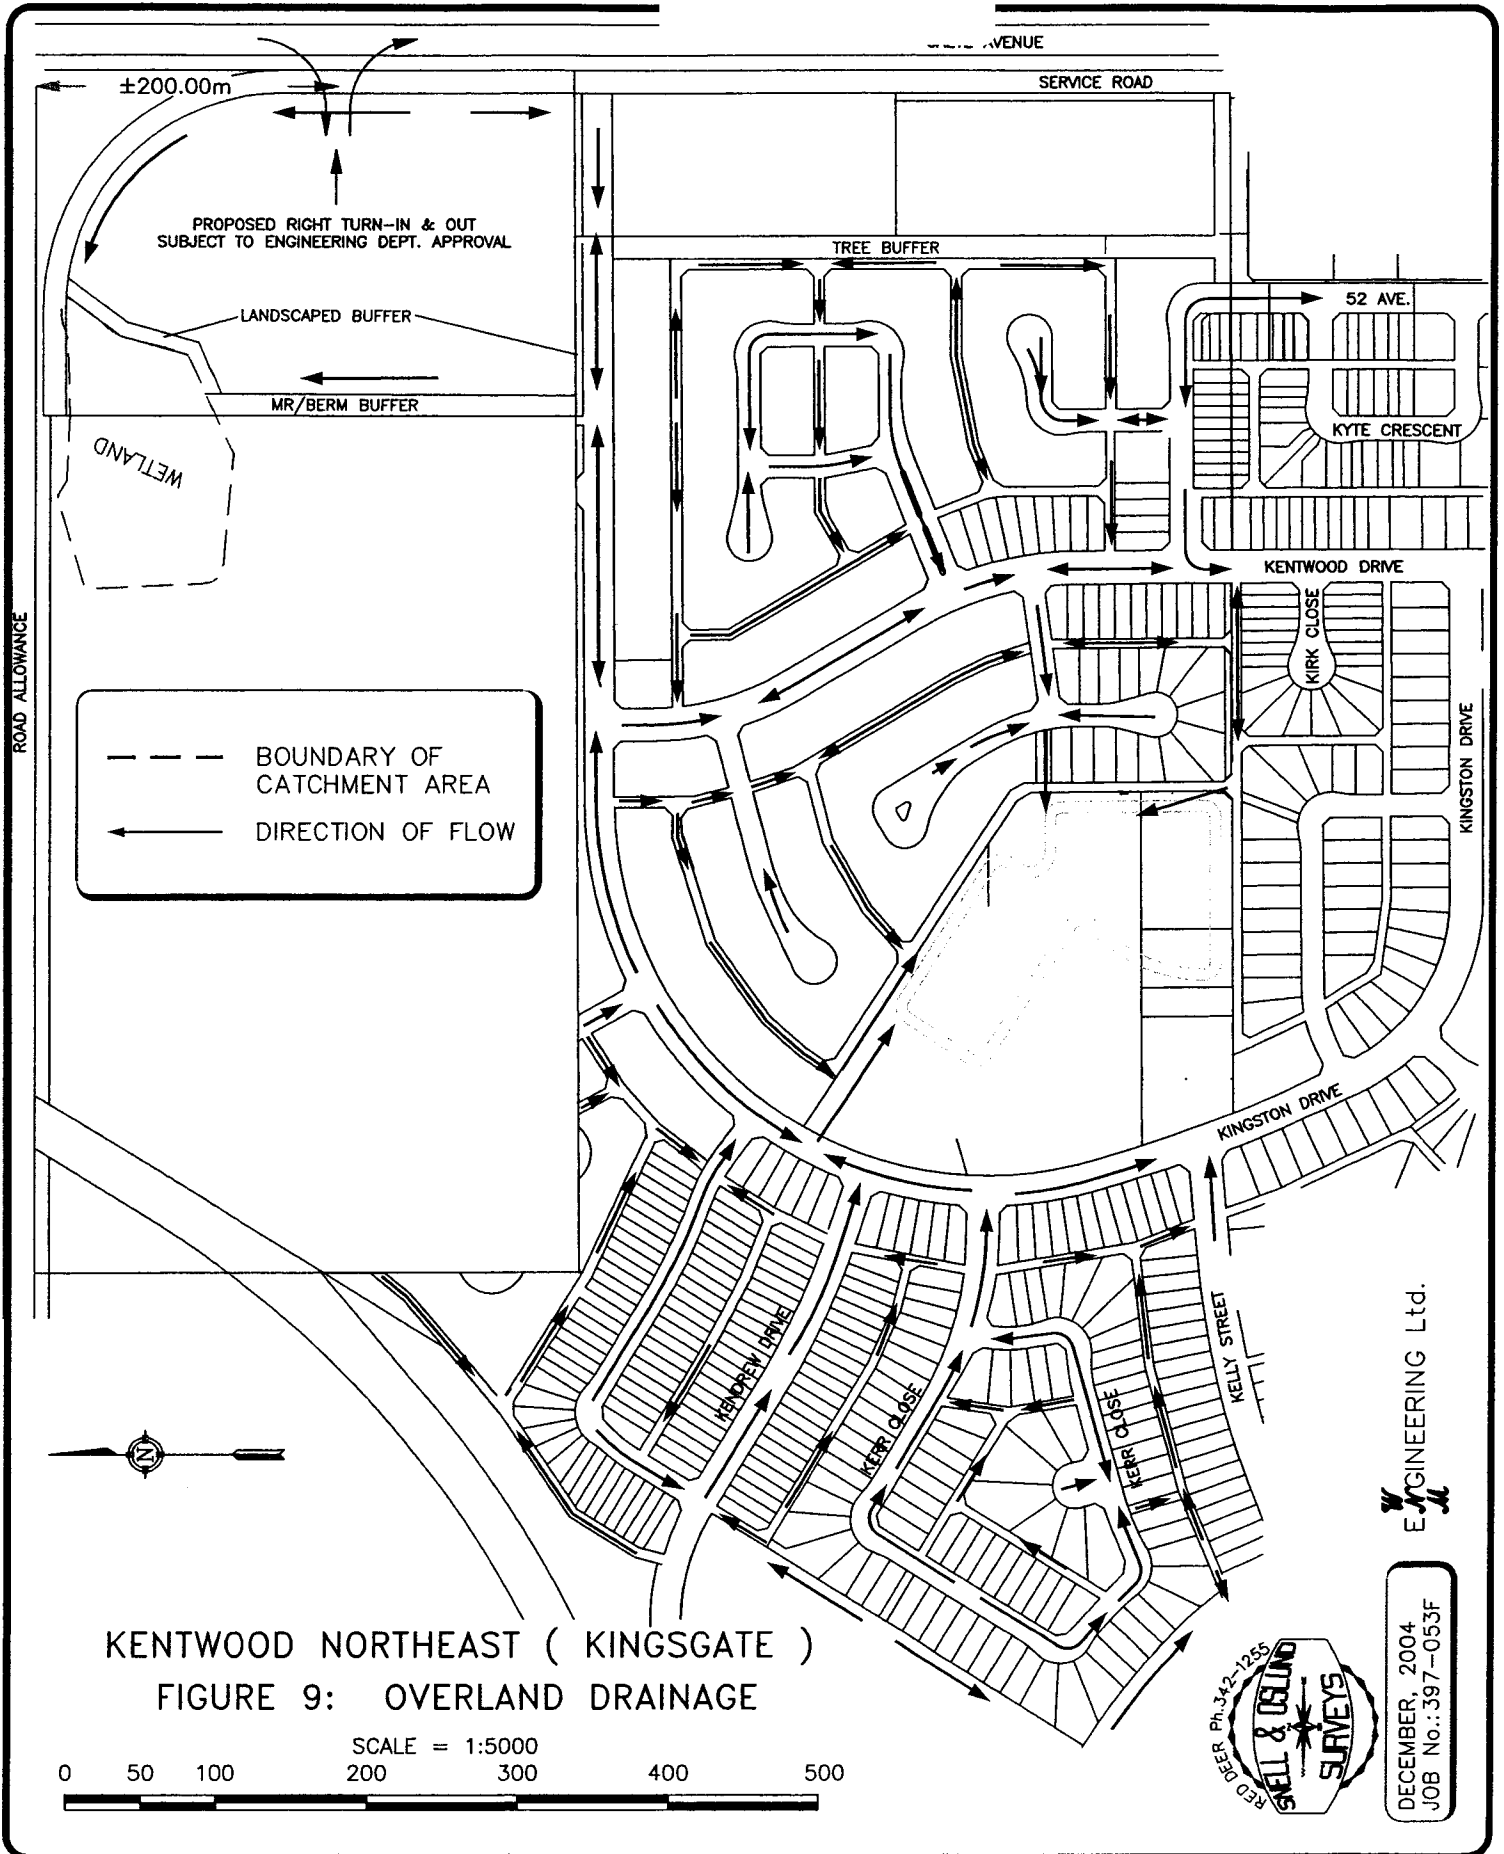 AVENUE
SERVICE ROAD
±200.00m
PROPOSED RIGHT TURN-IN & OUT
SUBJECT TO ENGINEERING DEPT. APPROVAL
TREE BUFFER
52 AVE.
LANDSCAPED BUFFER
MR/BERM BUFFER
KYTE CRESCENT
WETLAND
KENTWOOD DRIVE
KIRK CLOSE
ROAD ALLOWANCE
KINGSTON DRIVE
BOUNDARY OF
CATCHMENT AREA
DIRECTION OF FLOW
KINGSTON DRIVE
KENDREW DRIVE
KERR CLOSE
KERR CLOSE
KELLY STREET
N
ENGINEERING Ltd.
W
M
KENTWOOD NORTHEAST ( KINGSGATE )
FIGURE 9: OVERLAND DRAINAGE
SCALE = 1:5000
0 50 100 200 300 400 500
RED DEER Ph.342-1255
SNELL & OSLUND
SURVEYS
DECEMBER, 2004
JOB No.: 397-053F